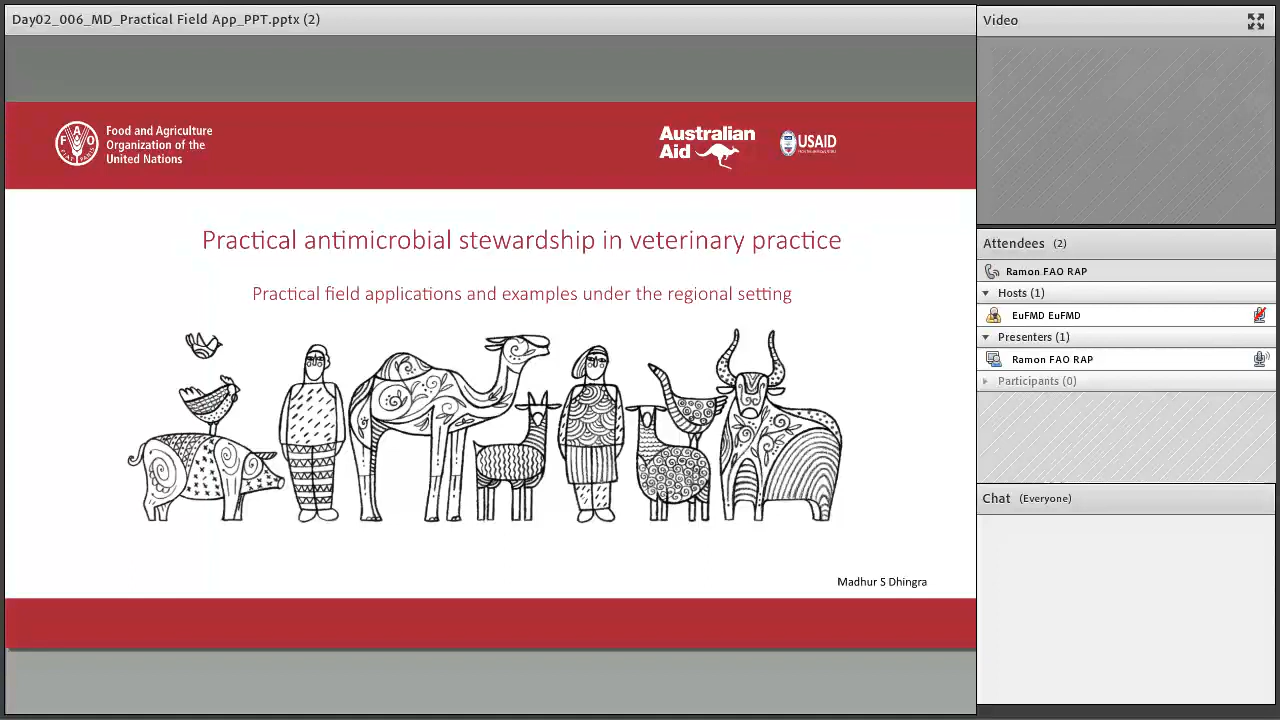 Day02_006_MD_Practical Field App_PPT.pptx (2)
Food and Agriculture
Organization of the
United Nations
F A O
FIAT PANIS
Australian
Aid
USAID
Practical antimicrobial stewardship in veterinary practice
Practical field applications and examples under the regional setting
Madhur S Dhingra
Video
Attendees (2)
Ramon FAO RAP
Hosts (1)
EuFMD EuFMD
Presenters (1)
Ramon FAO RAP
Participants (0)
Chat (Everyone)